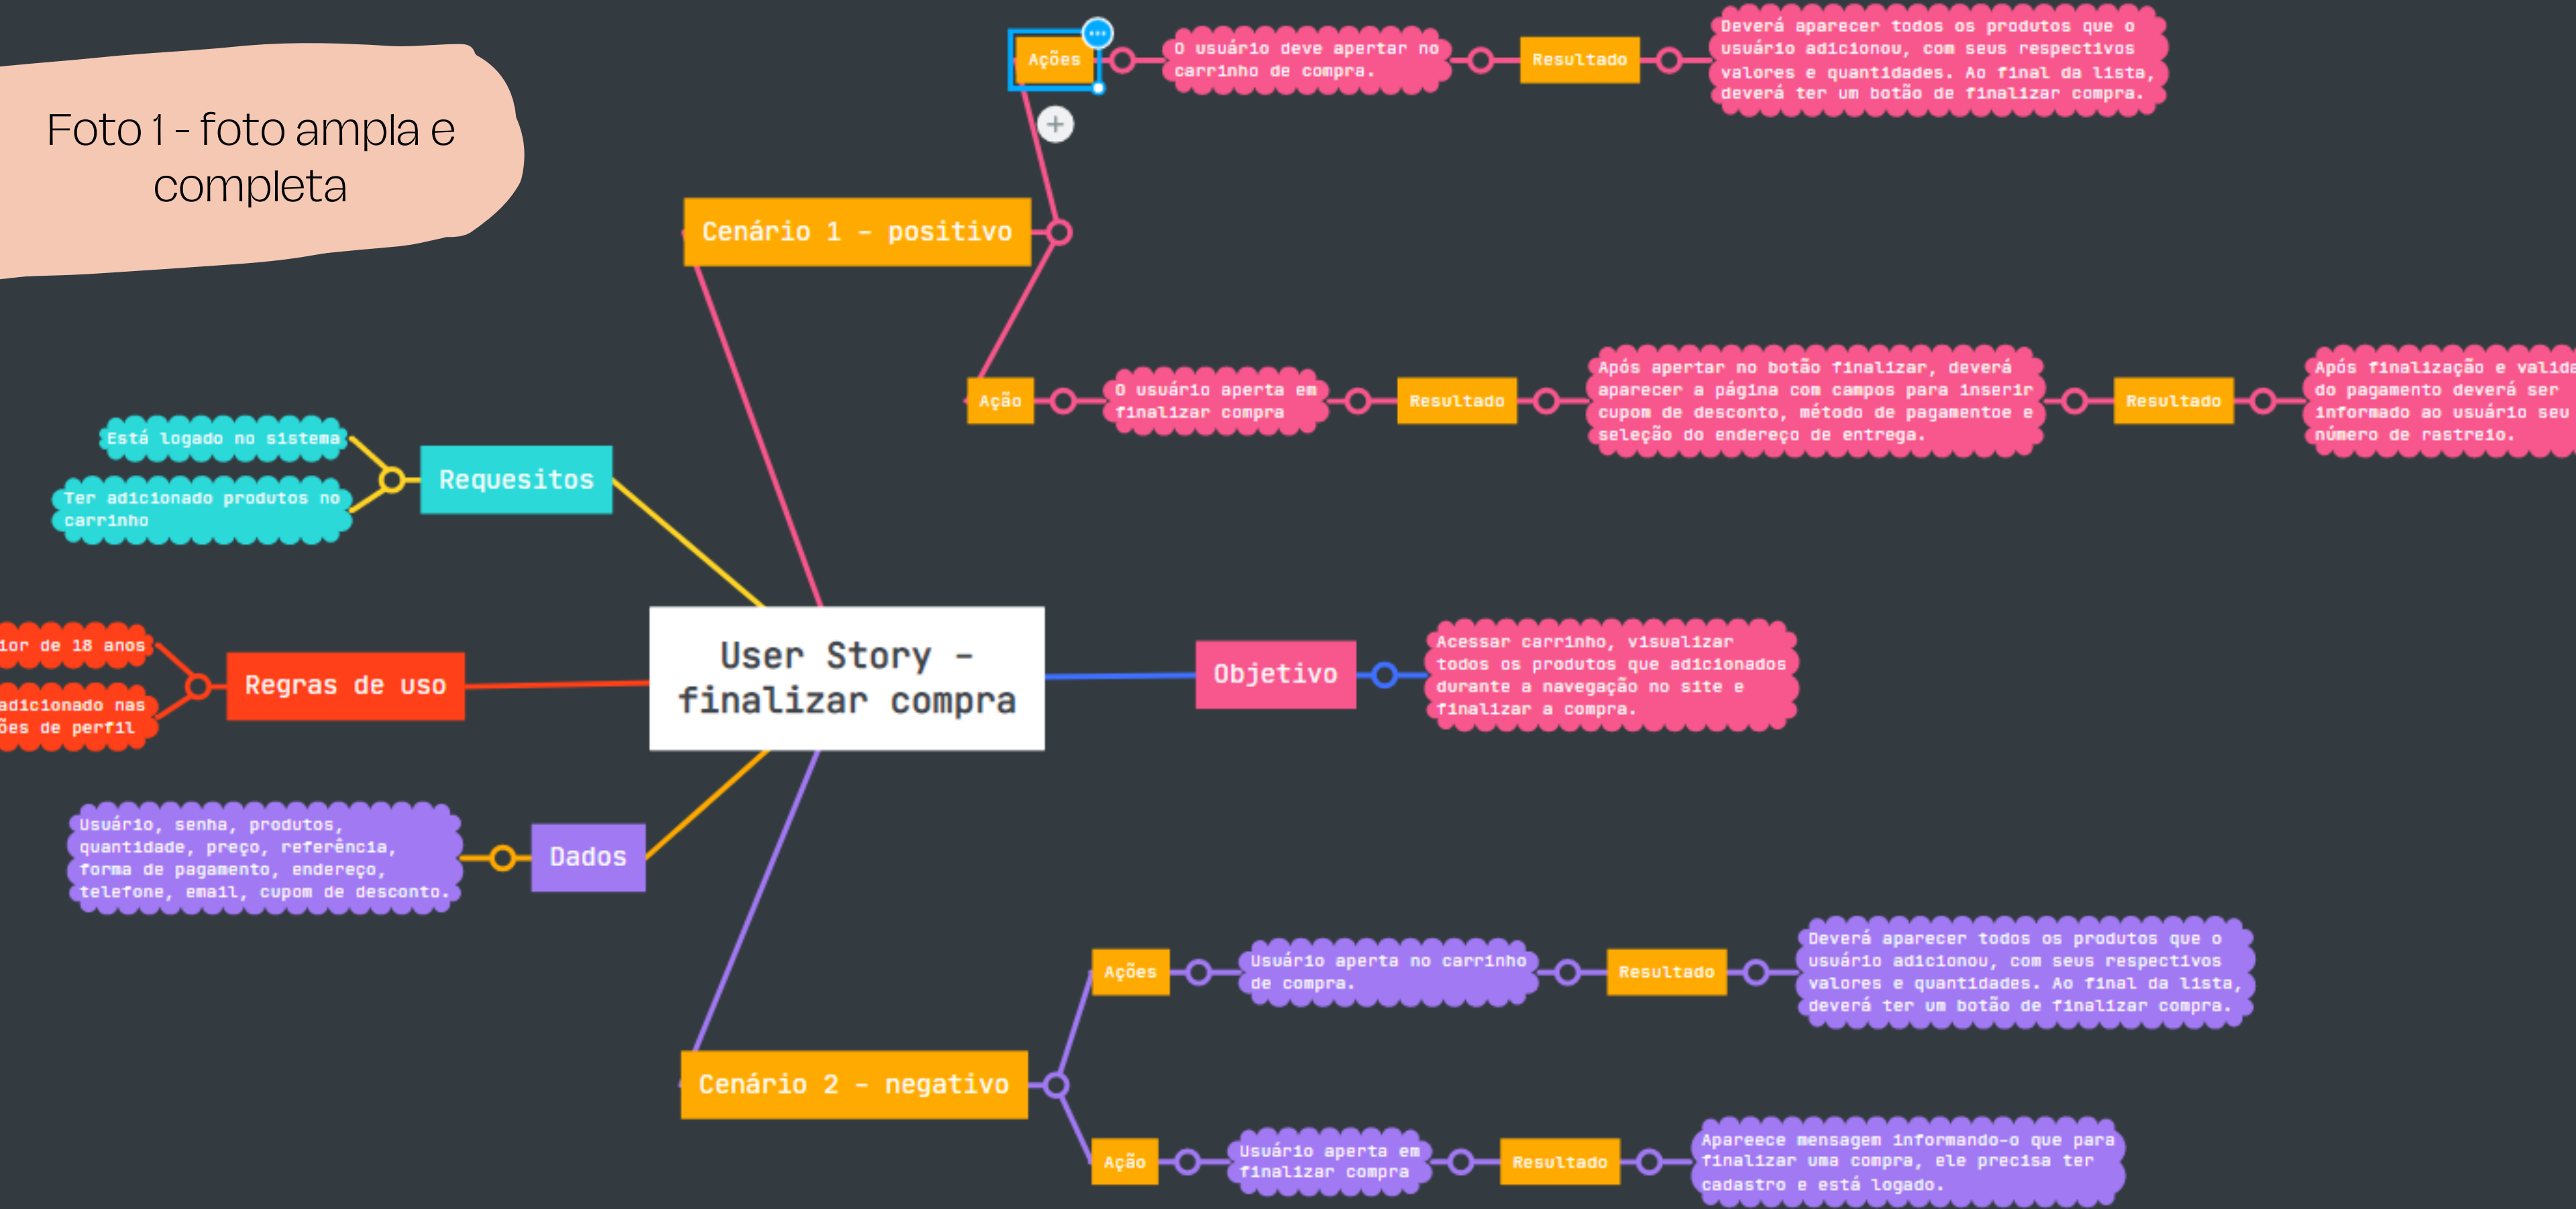 Foto 1 - foto ampla e
completa
Ações
O usuário deve apertar no
carrinho de compra.
Resultado
Deverá aparecer todos os produtos que o
usuário adicionou, com seus respectivos
valores e quantidades. Ao final da lista,
deverá ter um botão de finalizar compra.
Cenário 1 - positivo
Ação
O usuário aperta em
finalizar compra
Resultado
Após apertar no botão finalizar, deverá
aparecer a página com campos para inserir
cupom de desconto, método de pagamentoe e
seleção do endereço de entrega.
Resultado
Após finalização e
do pagamento deverá ser
informado ao usuário seu
número de rastreio.
Está logado no sistema
Ter adicionado produtos no
carrinho
Requesitos
de 18 anos
adicionado nas
de perfil
Regras de uso
User Story -
finalizar compra
Objetivo
Acessar carrinho, visualizar
todos os produtos que adicionados
durante a navegação no site e
finalizar a compra.
Usuário, senha, produtos,
quantidade, preço, referência,
forma de pagamento, endereço,
telefone, email, cupom de desconto.
Dados
Cenário 2 - negativo
Ações
Usuário aperta no carrinho
de compra.
Resultado
Deverá aparecer todos os produtos que o
usuário adicionou, com seus respectivos
valores e quantidades. Ao final da lista,
deverá ter um botão de finalizar compra.
Ação
Usuário aperta em
finalizar compra
Resultado
Apareece mensagem informando-o que para
finalizar uma compra, ele precisa ter
cadastro e está logado.